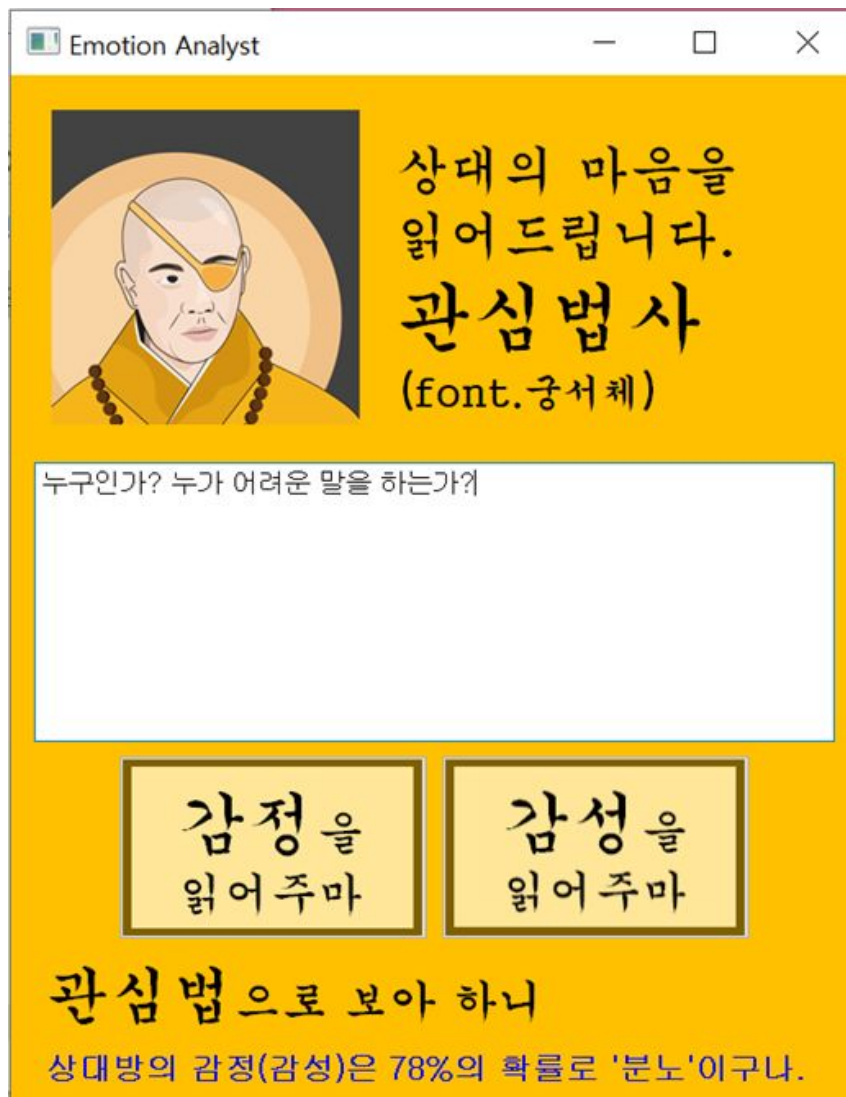 Emotion Analyst
상대의 마음을
읽어드립니다.
관심법사
(font.궁서체)
누구인가? 누가 어려운 말을 하는가?
감정을
읽어주마
감성을
읽어주마
관심법으로 보아 하니
상대방의 감정(감성)은 78%의 확률로 '분노'이구나.